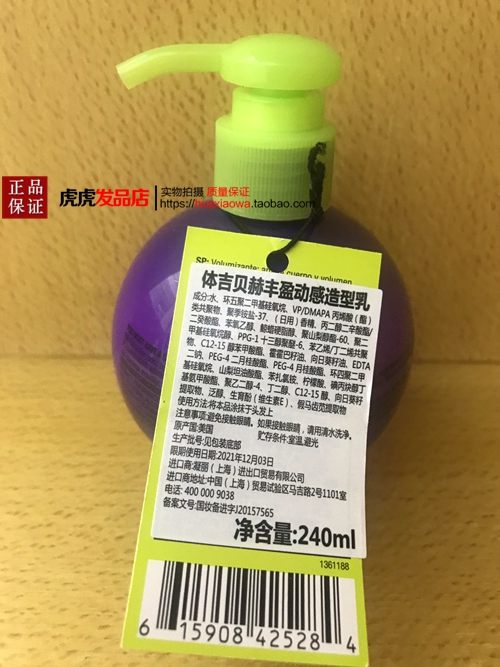 正品
保证
虎虎发品店
实物拍摄 质量保证
SP: Volumizante: añade cuerpo y volumen
体吉贝赫丰盈动感造型乳
成分:水、环五聚二甲基硅氧烷、VP/DMAPA 丙烯酸(酯)
类共聚物、聚季铵盐-37、(日用)香精、丙二醇二辛酸酯/
二癸酸酯、苯氧乙醇、鲸蜡硬脂醇、聚山梨醇酯-60、聚二
甲基硅氧烷醇、PPG-1 十三醇聚醚-6、苯乙烯/丁二烯共聚
物、C12-15 醇苯甲酸酯、霍霍巴籽油、向日葵籽油、EDTA
二钠、PEG-4 二月桂酸酯、PEG-4 月桂酸酯、环四聚二甲
基硅氧烷、山梨坦油酸酯、苯扎氯铵、柠檬酸、碘丙炔醇丁
基氨甲酸酯、聚乙二醇-4、丁二醇、C12-15 醇、向日葵籽
提取物、泛醇、生育酚(维生素E)、假马齿苋提取物
使用方法:将本品涂抹于头发上
注意事项:避免接触眼睛。如果接触眼睛,请用清水洗净。
原产国:美国 贮存条件:室温,避光
生产批号:见包装底部
限期使用日期:2021年12月03日
进口商:凝丽(上海)进出口贸易有限公司
进口商地址:中国(上海)贸易试验区马吉路2号1101室
电话: 400 000 9038
备案文号:国妆备进字J20157565
净含量:240ml
1361188
6 15908 42528 4